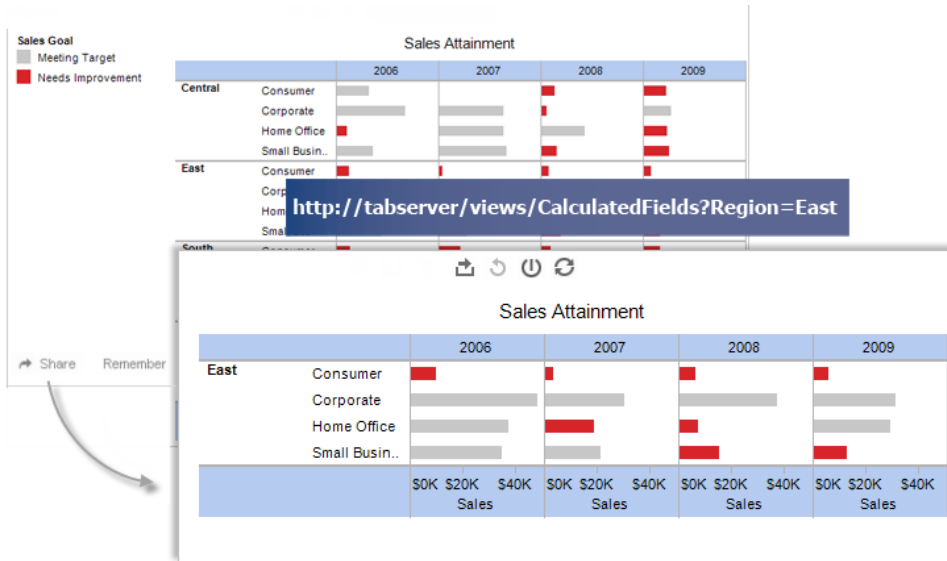 Sales Goal
Meeting Target
Needs Improvement
Sales Attainment
2006 2007 2008 2009
Central Consumer
Corporate
Home Office
Small Busin..
East Consumer
http://tabserver/views/CalculatedFields?Region=East
South
Share Remember
Sales Attainment
2006 2007 2008 2009
East Consumer
Corporate
Home Office
Small Busin..
$0K $20K $40K $0K $20K $40K $0K $20K $40K $0K $20K $40K
Sales Sales Sales Sales